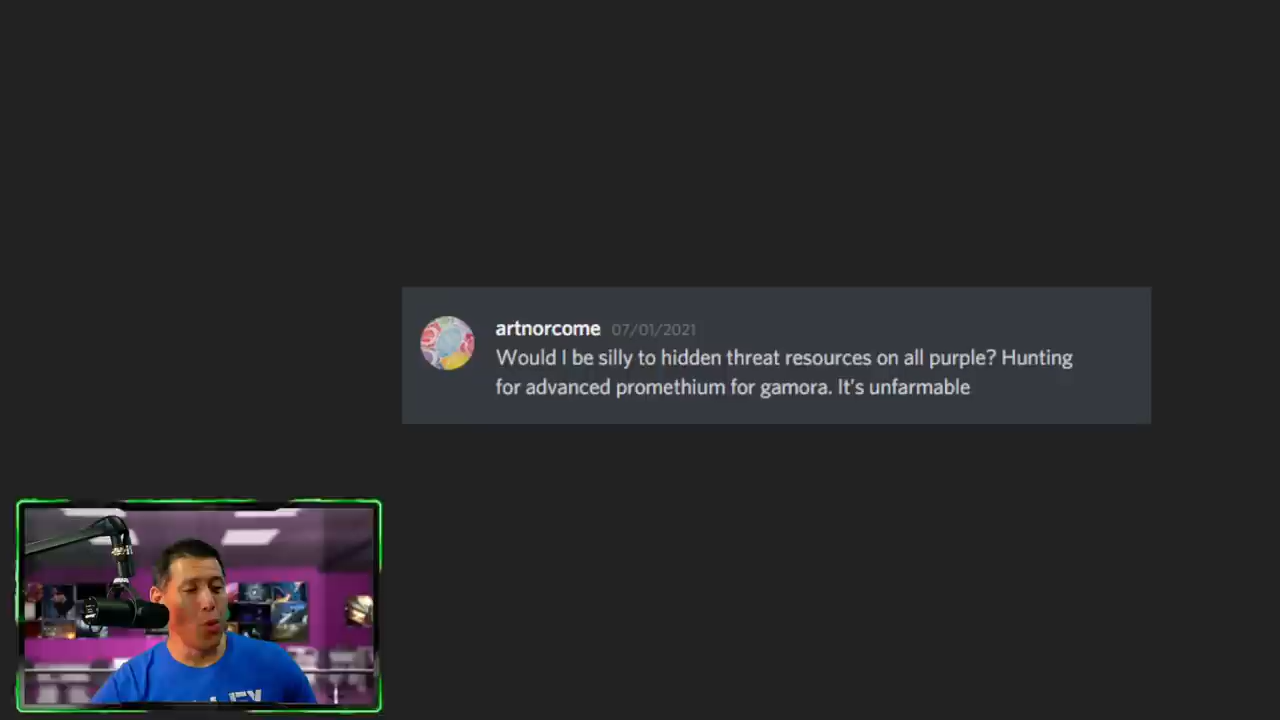 artnorcome 07/01/2021
Would I be silly to hidden threat resources on all purple? Hunting
for advanced promethium for gamora. It's unfarmable